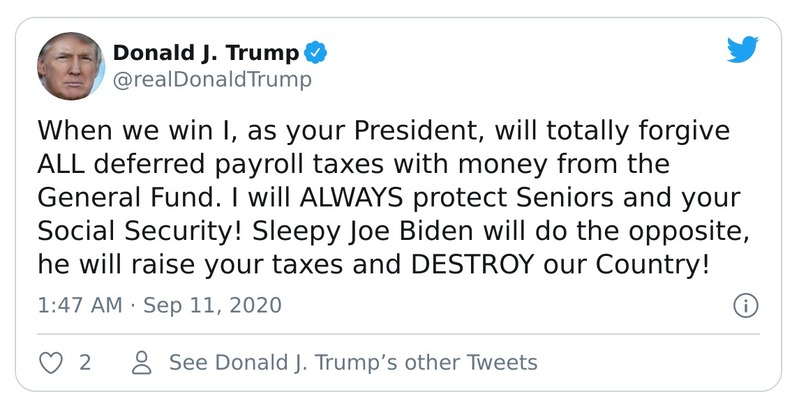 Donald J. Trump
@realDonaldTrump
When we win I, as your President, will totally forgive
ALL deferred payroll taxes with money from the
General Fund. I will ALWAYS protect Seniors and your
Social Security! Sleepy Joe Biden will do the opposite,
he will raise your taxes and DESTROY our Country!
1:47 AM · Sep 11, 2020
2 See Donald J. Trump’s other Tweets